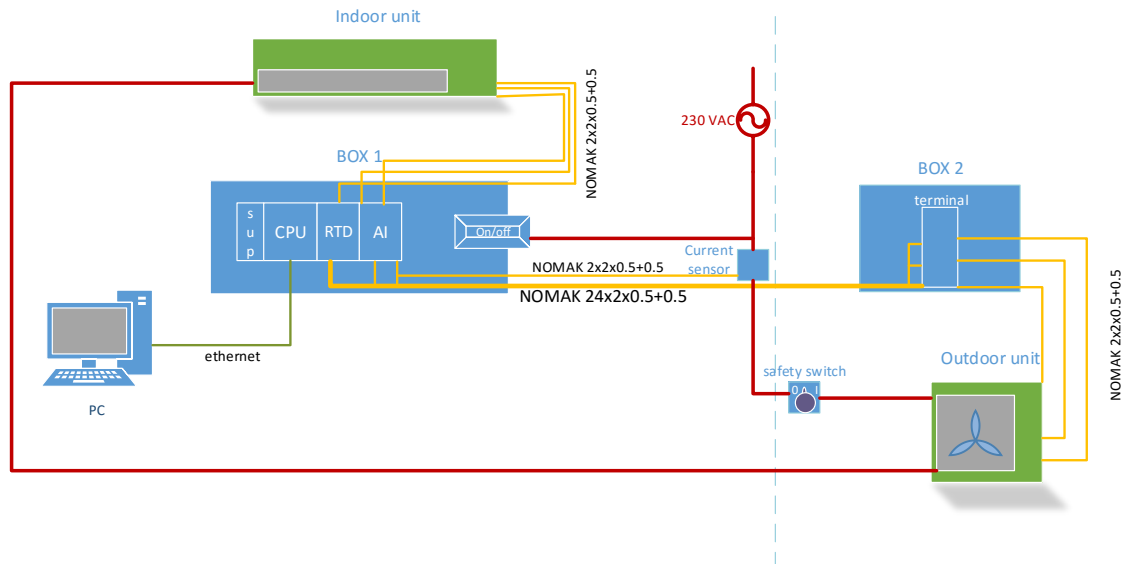 Indoor unit
NOMAK 2x2x0.5+0.5
230 VAC
BOX 1
BOX 2
s
u
p
CPU
RTD
AI
On/off
terminal
Current
sensor
NOMAK 2x2x0.5+0.5
NOMAK 24x2x0.5+0.5
NOMAK 2x2x0.5+0.5
ethernet
PC
safety switch
0 I
Outdoor unit